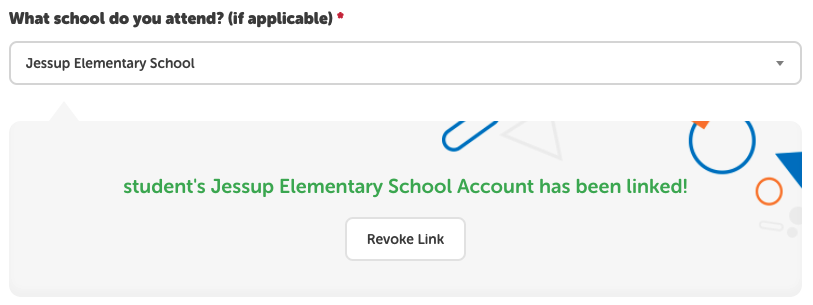 What school do you attend? (if applicable) *
Jessup Elementary School
student's Jessup Elementary School Account has been linked!
Revoke Link